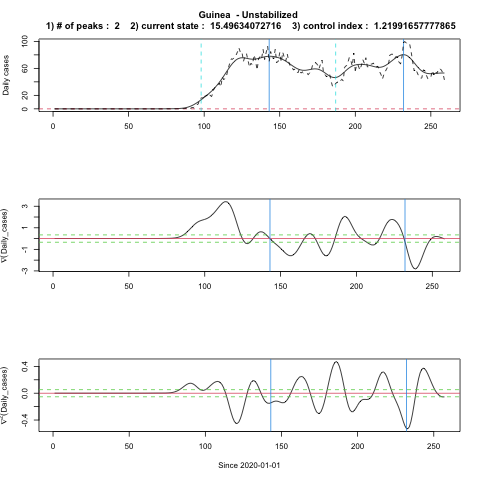 Guinea - Unstabilized
1) # of peaks : 2 2) current state : 15.49634072716 3) control index : 1.21991657777865
Daily cases
100
60
20
0
0 50 100 150 200 250
∇(Daily_cases)
3
1
-1
-3
0 50 100 150 200 250
∇²(Daily_cases)
0.4
0.0
-0.4
0 50 100 150 200 250
Since 2020-01-01